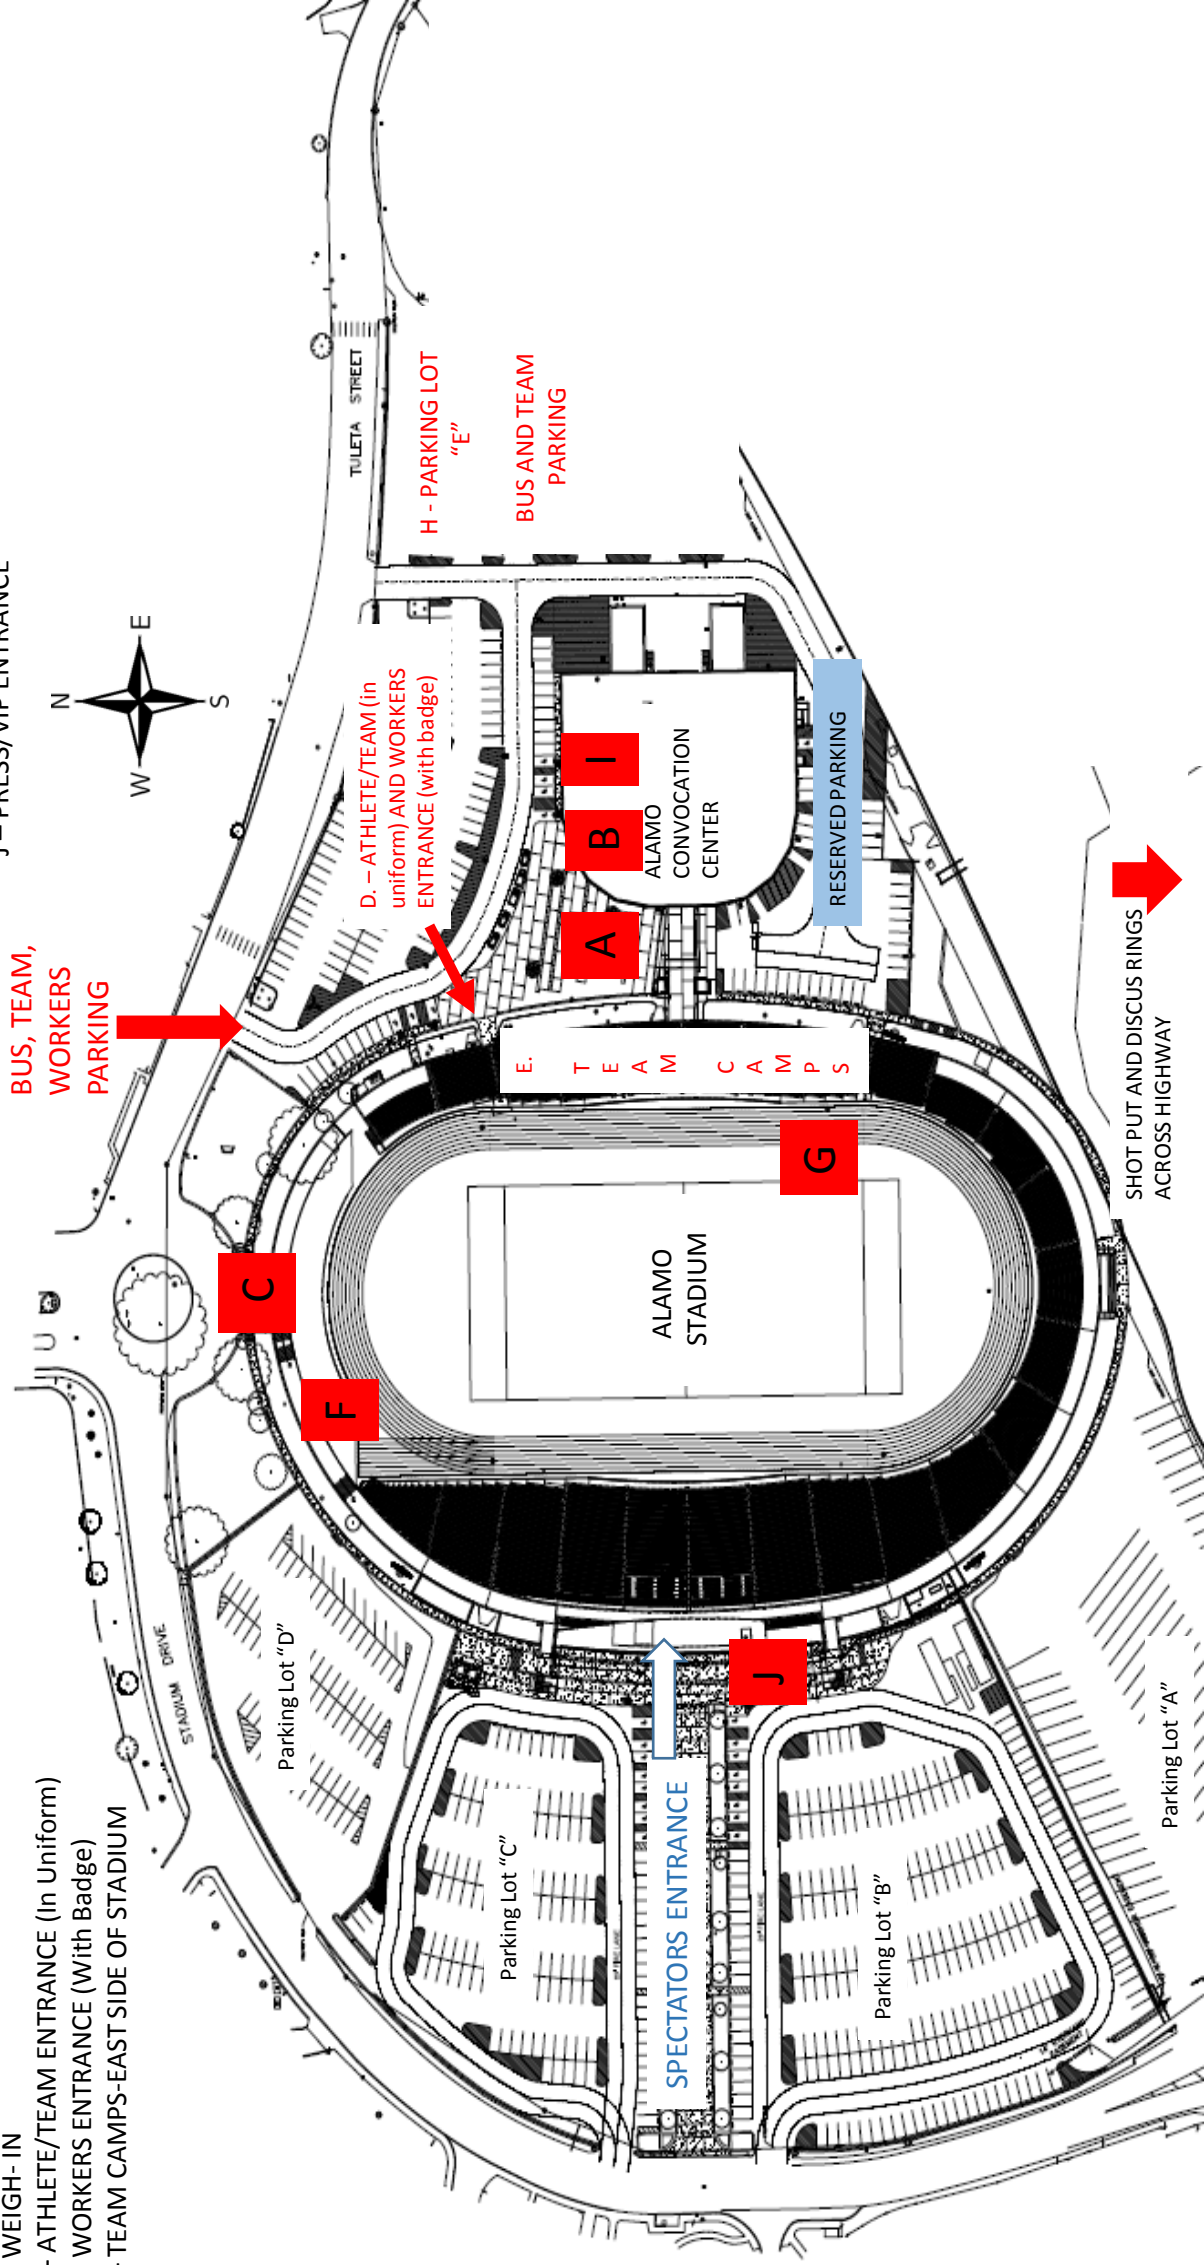 WEIGH- IN
- ATHLETE/TEAM ENTRANCE (In Uniform)
WORKERS ENTRANCE (With Badge)
- TEAM CAMPS-EAST SIDE OF STADIUM
J – PRESS/VIP ENTRANCE
BUS, TEAM,
WORKERS
PARKING
N
W
E
S
TULETA STREET
H - PARKING LOT
“E”
BUS AND TEAM
PARKING
D. – ATHLETE/TEAM (in
uniform) AND WORKERS
ENTRANCE (with badge)
STADIUM DRIVE
C
F
A
B
I
ALAMO
CONVOCATION
CENTER
RESERVED PARKING
E.
TEAM
CAMPS
G
ALAMO
STADIUM
J
SPECTATORS ENTRANCE
Parking Lot “D”
Parking Lot “C”
Parking Lot “B”
Parking Lot “A”
SHOT PUT AND DISCUS RINGS
ACROSS HIGHWAY